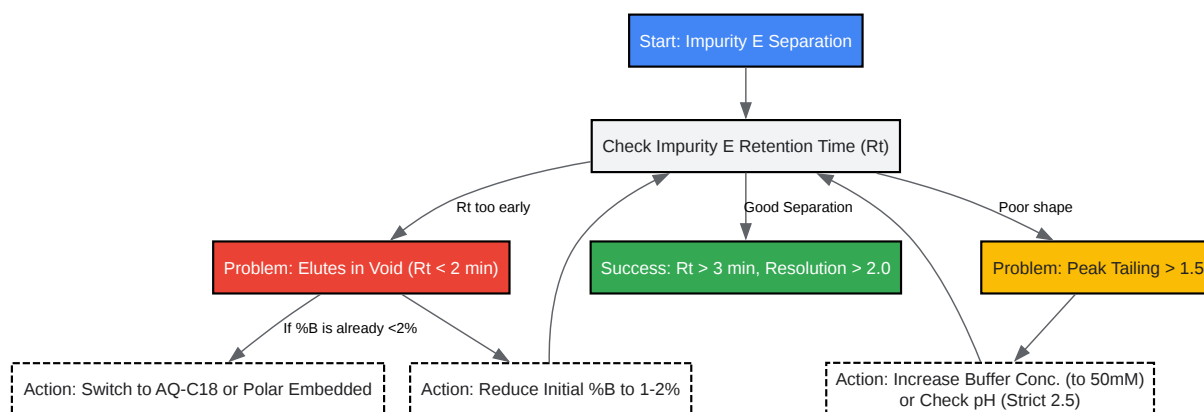 Start: Impurity E Separation
Check Impurity E Retention Time (Rt)
Rt too early
Good Separation
Poor shape
Problem: Elutes in Void (Rt < 2 min)
Success: Rt > 3 min, Resolution > 2.0
Problem: Peak Tailing > 1.5
If %B is already <2%
Action: Switch to AQ-C18 or Polar Embedded
Action: Reduce Initial %B to 1-2%
Action: Increase Buffer Conc. (to 50mM)
or Check pH (Strict 2.5)